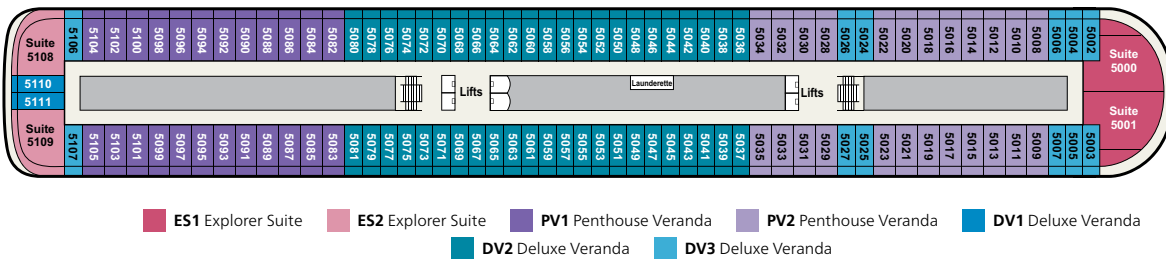 Suite
5108
5106 5104 5102 5100 5098 5096 5094 5092 5090 5088 5086 5084 5082 5080 5078 5076 5074 5072 5070 5068 5066 5064 5062 5060 5058 5056 5054 5052 5050 5048 5046 5044 5042 5040 5038 5036 5034 5032 5030 5028 5026 5024 5022 5020 5018 5016 5014 5012 5010 5008 5006 5004 5002
Suite
5000
5110
5111
Lifts
Launderette
Lifts
Suite
5109
Suite
5001
5107 5105 5103 5101 5099 5097 5095 5093 5091 5089 5087 5085 5083 5081 5079 5077 5075 5073 5071 5069 5067 5065 5063 5061 5059 5057 5055 5053 5051 5049 5047 5045 5043 5041 5039 5037 5035 5033 5031 5029 5027 5025 5023 5021 5019 5017 5015 5013 5011 5009 5007 5005 5003
ES1 Explorer Suite ES2 Explorer Suite PV1 Penthouse Veranda PV2 Penthouse Veranda DV1 Deluxe Veranda
DV2 Deluxe Veranda DV3 Deluxe Veranda